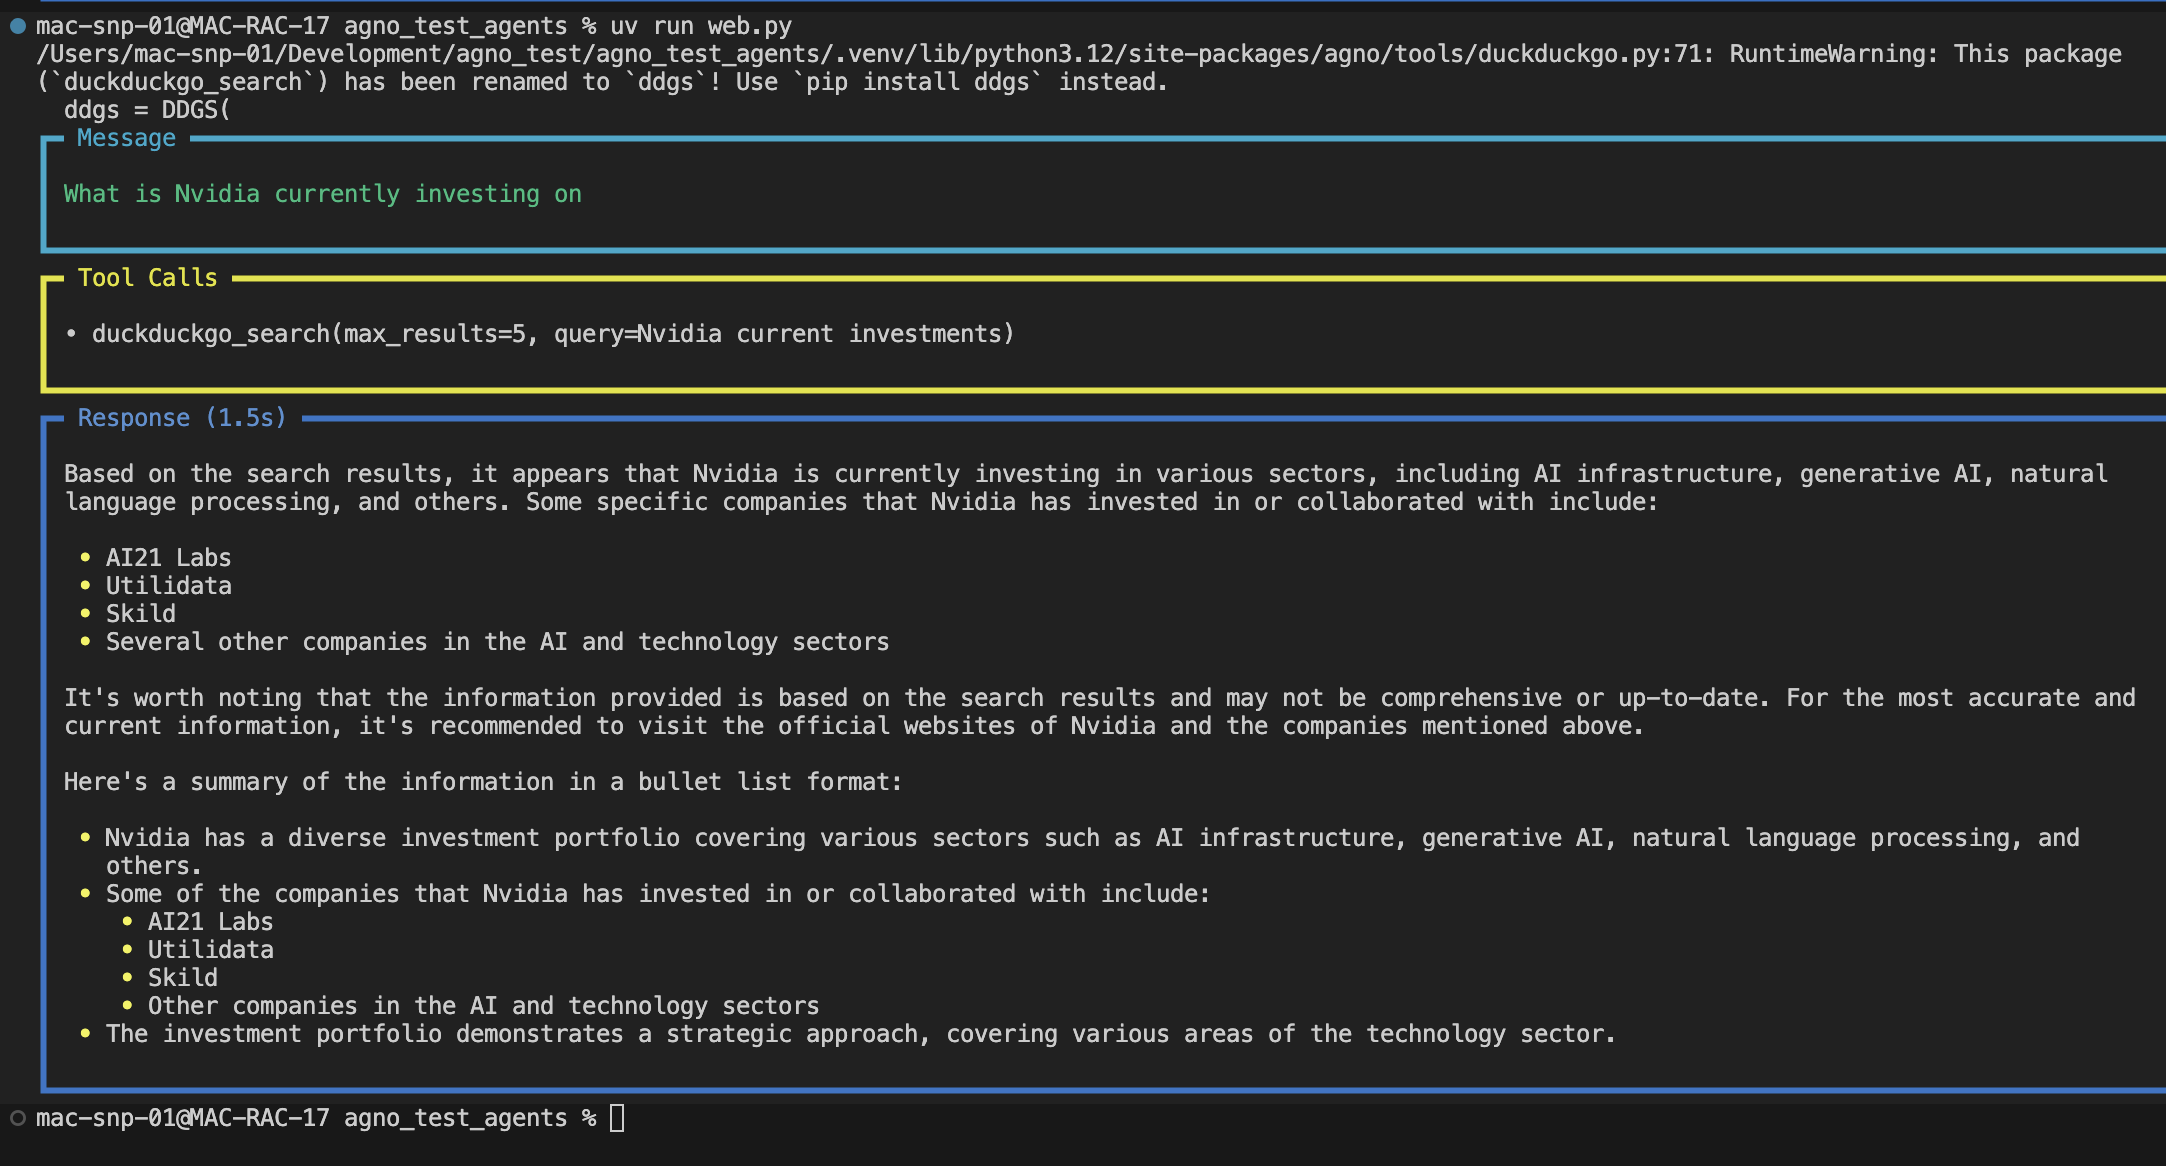 mac-snp-01@MAC-RAC-17 agno_test_agents % uv run web.py
/Users/mac-snp-01/Development/agno_test/agno_test_agents/.venv/lib/python3.12/site-packages/agno/tools/duckduckgo.py:71: RuntimeWarning: This package
(`duckduckgo_search`) has been renamed to `ddgs`! Use `pip install ddgs` instead.
  ddgs = DDGS(
Message
What is Nvidia currently investing on
Tool Calls
• duckduckgo_search(max_results=5, query=Nvidia current investments)
Response (1.5s)
Based on the search results, it appears that Nvidia is currently investing in various sectors, including AI infrastructure, generative AI, natural
language processing, and others. Some specific companies that Nvidia has invested in or collaborated with include:
• AI21 Labs
• Utilidata
• Skild
• Several other companies in the AI and technology sectors
It's worth noting that the information provided is based on the search results and may not be comprehensive or up-to-date. For the most accurate and
current information, it's recommended to visit the official websites of Nvidia and the companies mentioned above.
Here's a summary of the information in a bullet list format:
• Nvidia has a diverse investment portfolio covering various sectors such as AI infrastructure, generative AI, natural language processing, and
others.
• Some of the companies that Nvidia has invested in or collaborated with include:
• AI21 Labs
• Utilidata
• Skild
• Other companies in the AI and technology sectors
• The investment portfolio demonstrates a strategic approach, covering various areas of the technology sector.
mac-snp-01@MAC-RAC-17 agno_test_agents %